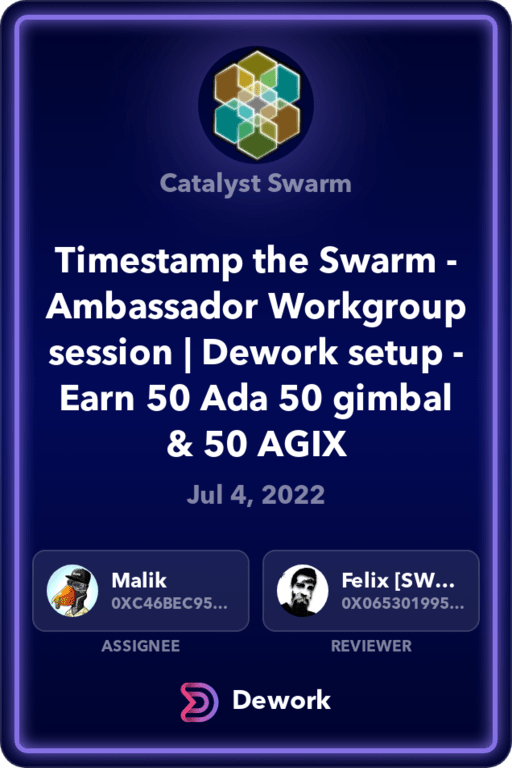 Catalyst Swarm
Timestamp the Swarm -
Ambassador Workgroup
session | Dework setup -
Earn 50 Ada 50 gimbal
& 50 AGIX
Jul 4, 2022
Malik
0XC46BEC95...
ASSIGNEE
Felix [SW...
0X065301995...
REVIEWER
Dework